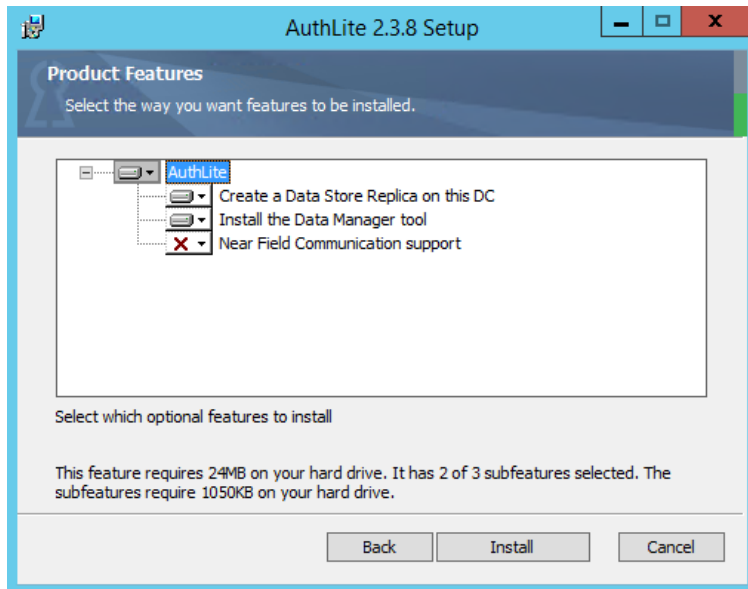 AuthLite 2.3.8 Setup
Product Features
Select the way you want features to be installed.
AuthLite
Create a Data Store Replica on this DC
Install the Data Manager tool
Near Field Communication support
Select which optional features to install
This feature requires 24MB on your hard drive. It has 2 of 3 subfeatures selected. The
subfeatures require 1050KB on your hard drive.
Back Install Cancel